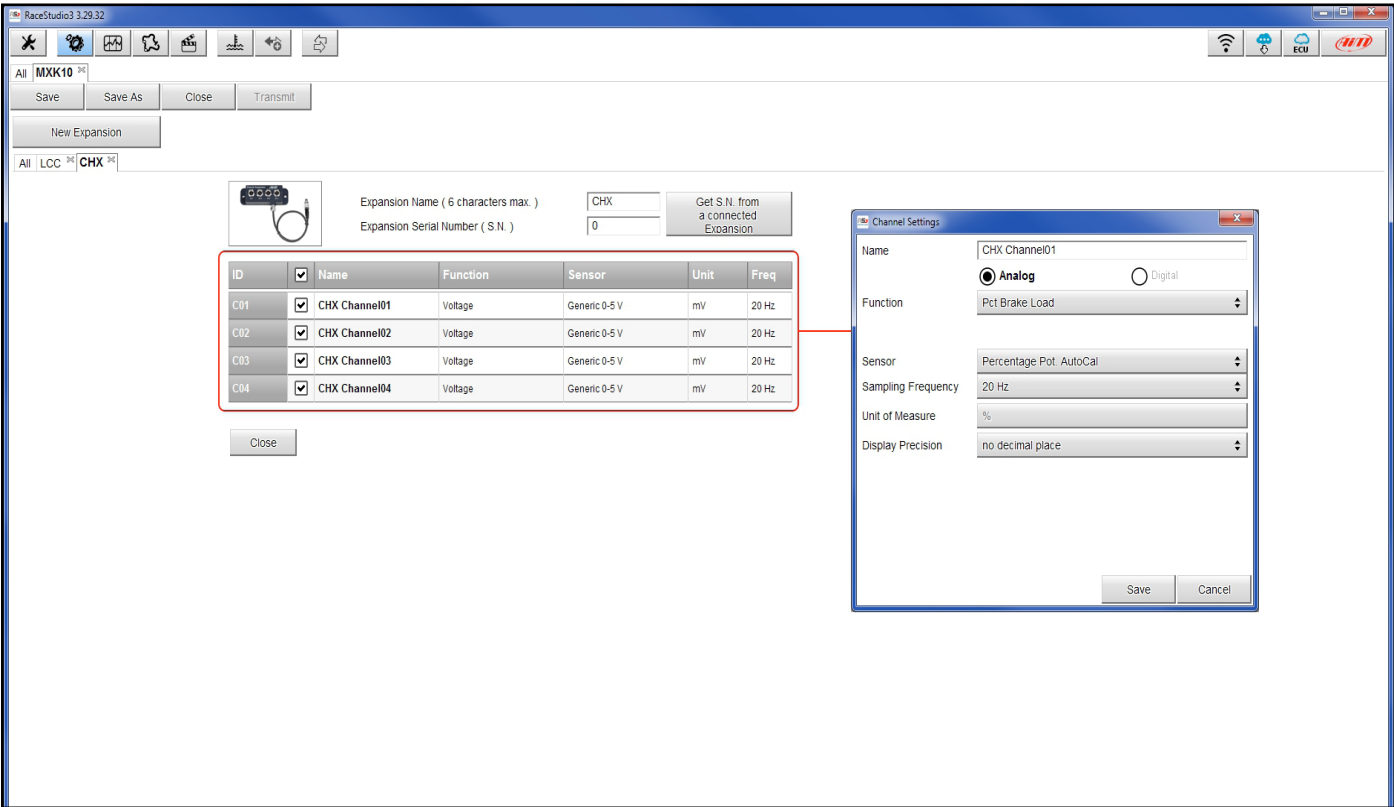 RaceStudio3 3.29.32
ECU
AiM
All MXK10
Save Save As Close Transmit
New Expansion
All LCC CHX
Expansion Name ( 6 characters max. ) CHX
Expansion Serial Number ( S.N. ) 0
Get S.N. from
a connected
Expansion
ID Name Function Sensor Unit Freq
C01 CHX Channel01 Voltage Generic 0-5 V mV 20 Hz
C02 CHX Channel02 Voltage Generic 0-5 V mV 20 Hz
C03 CHX Channel03 Voltage Generic 0-5 V mV 20 Hz
C04 CHX Channel04 Voltage Generic 0-5 V mV 20 Hz
Close
Channel Settings
Name CHX Channel01
Analog Digital
Function Pct Brake Load
Sensor Percentage Pot. AutoCal
Sampling Frequency 20 Hz
Unit of Measure %
Display Precision no decimal place
Save Cancel